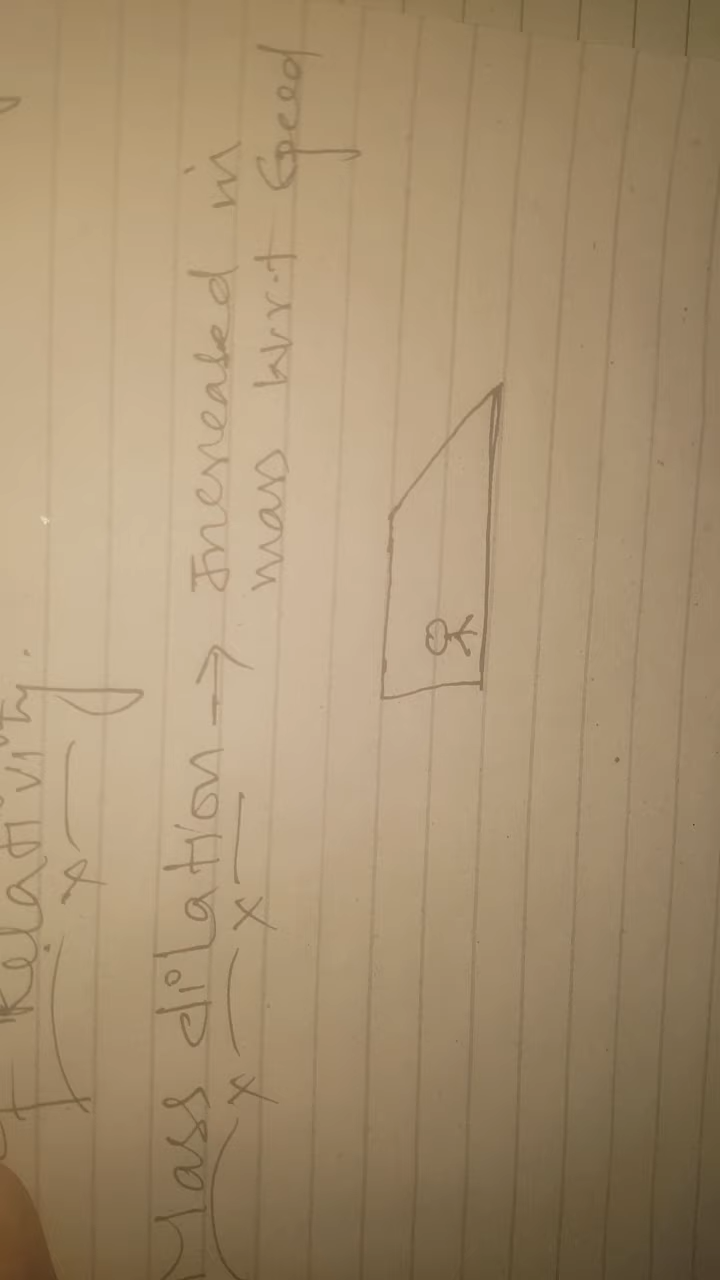 f Relativity.
Mass dilation → Increased in
mass w.r.t speed